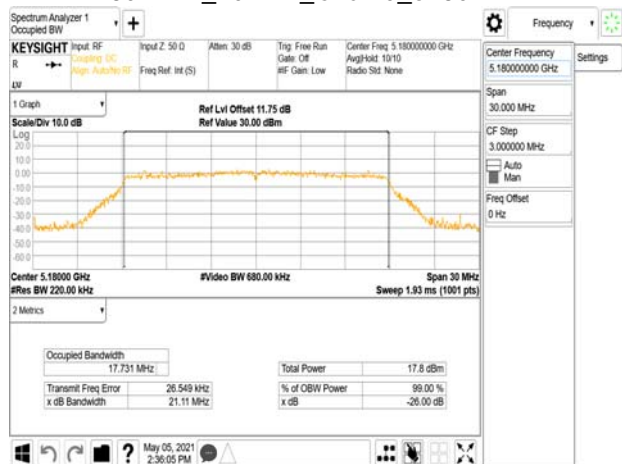 Spectrum Analyzer 1
Occupied BW
Frequency
KEYSIGHT
R
Input: RF
Coupling: DC
Align: Auto/No RF
Input Z: 50 Ω
Freq Ref: Int (S)
Atten: 30 dB
Trig: Free Run
Gate: Off
#IF Gain: Low
Center Freq: 5.180000000 GHz
Avg|Hold: 10/10
Radio Std: None
Center Frequency
5.180000000 GHz
Settings
Span
30.000 MHz
CF Step
3.000000 MHz
Auto
Man
Freq Offset
0 Hz
1 Graph
Scale/Div 10.0 dB
Ref Lvl Offset 11.75 dB
Ref Value 30.00 dBm
Log
20.0
10.0
0.00
-10.0
-20.0
-30.0
-40.0
-50.0
-60.0
Center 5.18000 GHz
#Res BW 220.00 kHz
#Video BW 680.00 kHz
Span 30 MHz
Sweep 1.93 ms (1001 pts)
2 Metrics
Occupied Bandwidth
17.731 MHz
Total Power 17.8 dBm
Transmit Freq Error 26.549 kHz
% of OBW Power 99.00 %
x dB Bandwidth 21.11 MHz
x dB -26.00 dB
?
May 05, 2021
2:36:05 PM